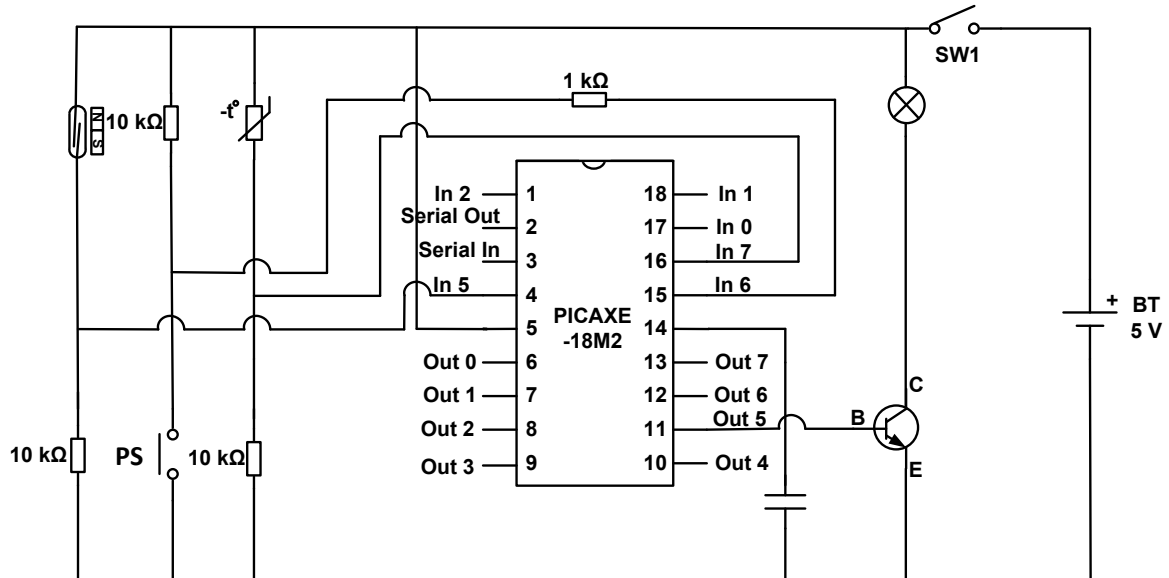 SW1
1 kΩ
N S
10 kΩ
-t°
In 2 1 18 In 1
Serial Out 2 17 In 0
Serial In 3 16 In 7
In 5 4 15 In 6
PICAXE
-18M2
5 14
+ BT
5 V
Out 0 6 13 Out 7
Out 1 7 12 Out 6
Out 2 8 11 Out 5
Out 3 9 10 Out 4
C
B
E
10 kΩ
PS
10 kΩ